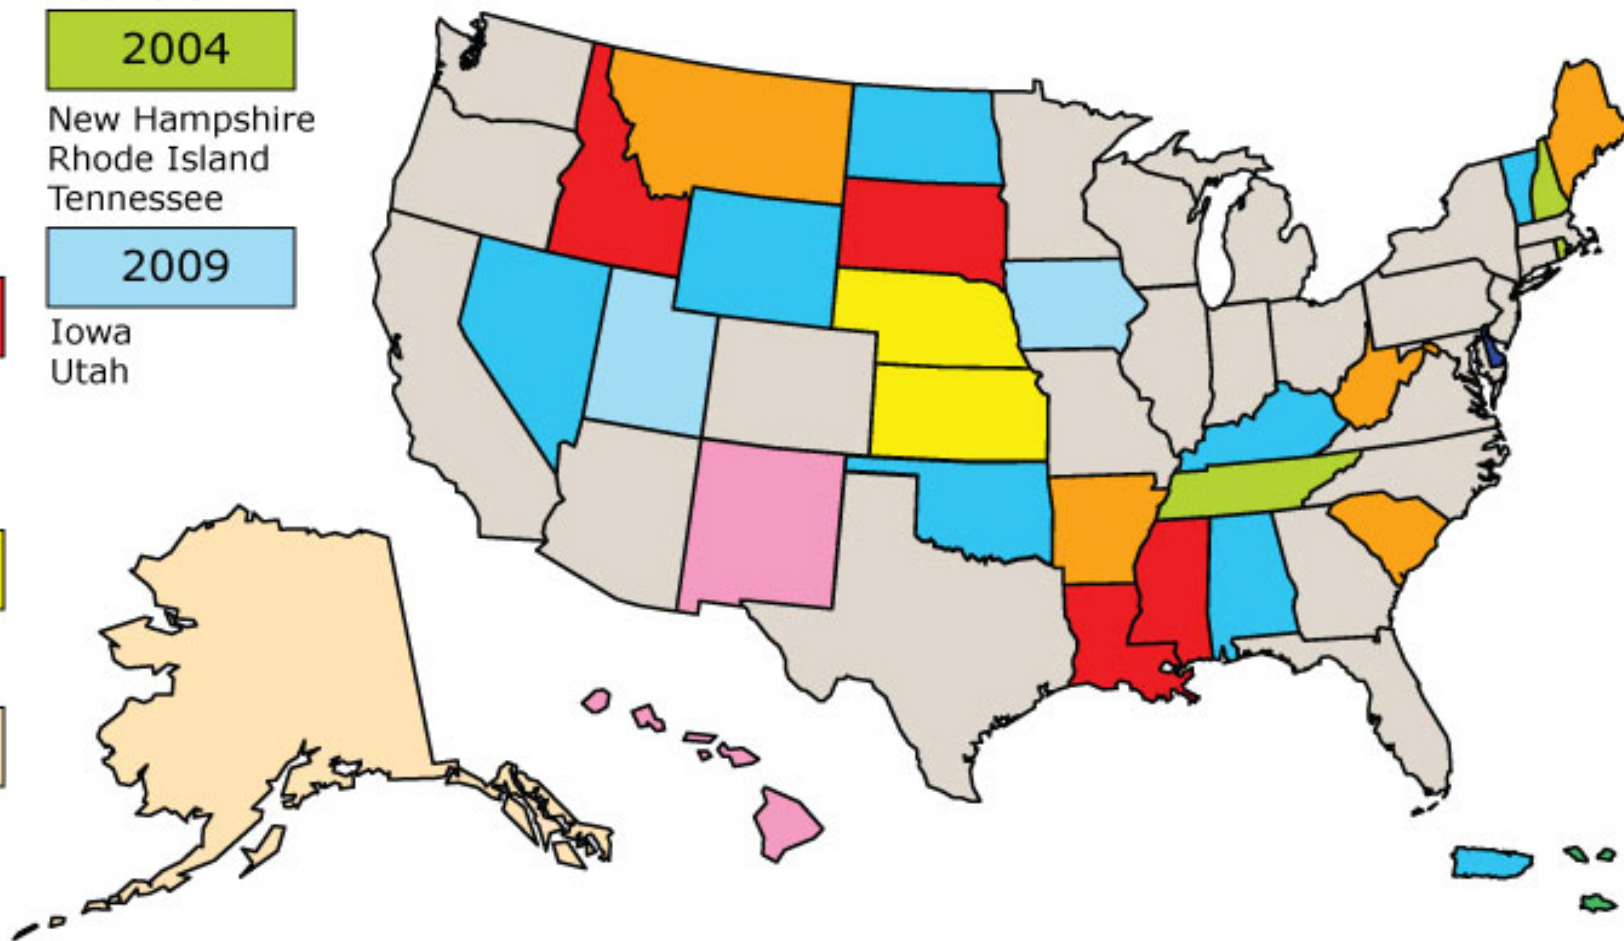 2004
New Hampshire
Rhode Island
Tennessee
2009
Iowa
Utah